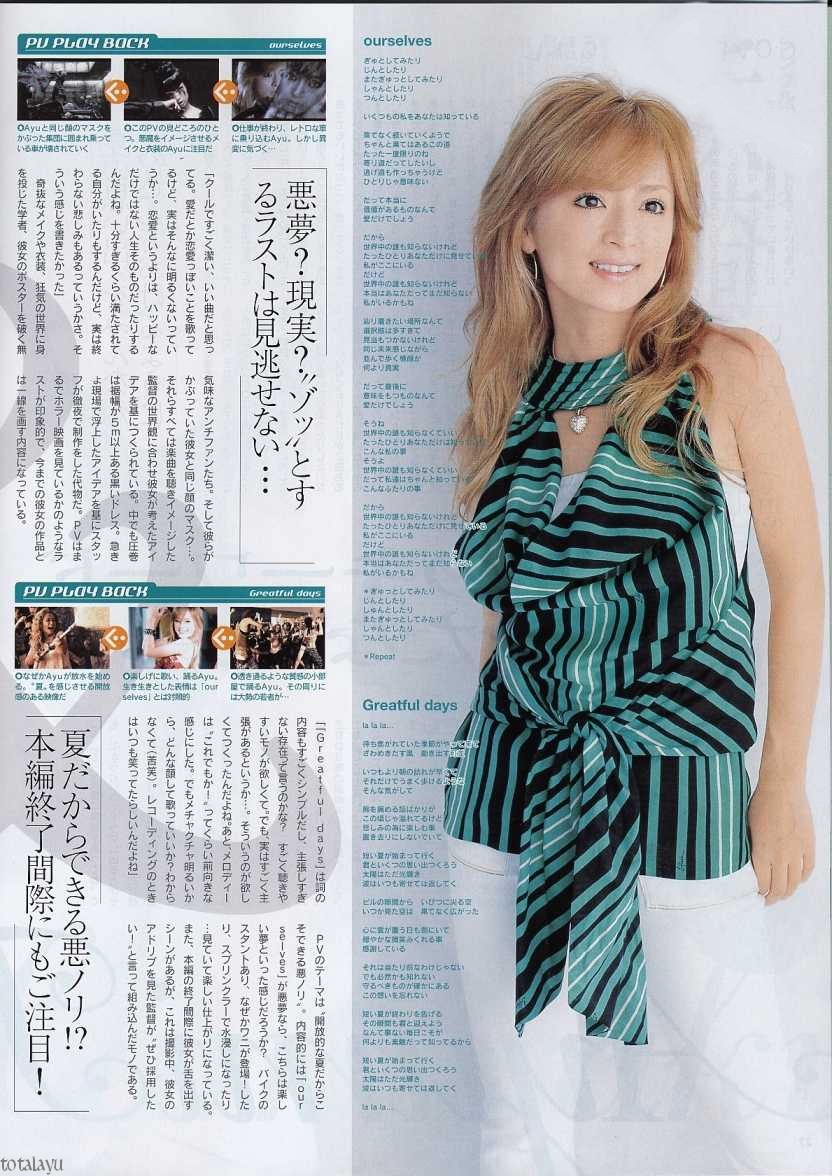 PV PLAY BACK
ourselves
✪Ayuと同じ顔のマスクを
かぶった集団に囲まれ乗って
いる車が壊されていく
✪このPVの見どころのひと
つ。悪魔をイメージさせるメ
イクと衣装のAyuに注目だ
✪仕事が終わり、レトロな車
に乗り込むAyu。しかし異
変に気づく…
悪夢? 現実? “ゾッ”とす
るラストは見逃せない…
「クールですごく潔い、いい曲だと思っ
てる。愛だとか恋愛っぽいことを歌って
るけど、実はそんなに明るくないってい
うか…。恋愛というよりは、ハッピーな
だけではない人生そのものだったりする
んだよね。十分すぎるくらい満たされて
る自分がいたりもするんだけど、実は終
わらない悲しみもあるっていうかさ。そ
ういう感じを書きたかった」
奇抜なメイクや衣装、狂気の世界に身
を投じた学者、彼女のポスターを破く無
気味なアンチファンたち。そして彼らが
かぶっていた彼女と同じ顔のマスク…。
それらすべては楽曲を聴きイメージした
監督の世界観に合わせ彼女が考えたアイ
デアを基につくられている。中でも圧巻
は裾幅が5m以上ある黒いドレス。急き
ょ現場で浮上したアイデアを基にスタッ
フが徹夜で制作をした代物だ。PVはま
るでホラー映画を見ているかのようなラ
ストが印象的で、今までの彼女の作品と
は一線を画す内容になっている。
PV PLAY BACK
Greatful days
✪なぜかAyuが放水を始め
る。“夏”を感じさせる開放
感のある映像だ
✪楽しげに歌い、踊るAyu。
生き生きとした表情は「our
selves」とは対照的
✪透き通るような質感の小部
屋で踊るAyu。その周りに
は大勢の若者が…
夏だからできる悪ノリ!?
本編終了間際にもご注目!
「『Greatful days』は詞の
内容もすごくシンプルだし、主張しすぎ
ない存在って言うのかな? すごく聴きや
すいモノが欲しくて。でも、実はすごく主
張があるというか…。そういうのが欲し
くてつくったんだよね。あと、メロディー
は“これでもか!”ってくらい前向きな
感じにした。でもメチャクチャ明るいか
ら、どんな顔して歌っていいか?わから
なくて(苦笑)。レコーディングのとき
はいつも笑ってたらしいんだよね」
PVのテーマは“開放的な夏だからこ
そできる悪ノリ”。内容的には「our
selves」が悪夢なら、こちらは楽し
い夢といった感じだろうか? バイクの
スタントあり、なぜかワニが登場!した
り、スプリンクラーで水浸しになったり
…見ていて楽しい仕上がりになっている。
また、本編の終了間際に彼女が舌を出す
シーンがあるが、これは撮影中、彼女の
アドリブを見た監督が“ぜひ採用した
い!”と言って組み込んだモノである。
ourselves
ぎゅとしてみたり
じんとしたり
またぎゅっとしてみたり
しゃんとしたり
つんとしたり
いくつもの私をあなたは知っている
果てなく続いていくようで
ちゃんと果てはあるこの道
たった一度限りのね
寄り道だってしたいし
逃げ道も作っちゃうけど
ひとりじゃ意味ない
だって本当に
価値があるものなんて
愛だけでしょう
だから
世界中の誰も知らないけれど
たったひとりあなただけに見せている
私がここにいる
だけど
世界中の誰も知らないけれど
本当はあなただってまだ知らない
私がいるかもね
辿り着きたい場所なんて
選択肢は多すぎて
見当もつかないけれど
同じ未来感じながら
並んで歩く横顔が
何より真実
だって最後に
意味をもつものなんて
愛だけでしょう
そうね
世界中の誰も知らなくていい
たったひとりあなただけは知っている
こんな私の事
そうよ
世界中の誰も知らなくていい
だって私達はちゃんと知っている
こんなふたりの事
だから
世界中の誰も知らないけれど
たったひとりあなただけに見せている
私がここにいる
だけど
世界中の誰も知らないけれど
本当はあなただってまだ知らない
私がいるかもね
*ぎゅっとしてみたり
じんとしたり
しゅんとしたり
またぎゅっとしてみたり
しゃんとしたり
つんとしたり
*Repeat
Greatful days
la la la…
待ち焦がれていた季節がやって来て
ざわめきだす風 動き出す街並
いつもより朝の訪れが早くて
それだけでうまく歩けるような
そんな気がして
胸を痛める話ばかりが
この頃じゃ溢れてるけど
悲しみの為に楽しむ事
置き去りにしないでいて
短い夏が始まって行く
君といくつの思い出つくろう
太陽はただ光輝き
波はいつも寄せては返してく
ビルの隙間から いびつに尖る空
いつか見た空は 果てなく広がった
心に雲が覆う日も側にいて
穏やかな微笑みくれる事
感謝している
それは当たり前なわけじゃない
でも必然かも知れない
守るべきものが確かにある
この想いを忘れない
短い夏が終わりを告げる
その瞬間も君と迎えよう
なんて事ない毎日こそが
何よりも素敵だって知ってるから
短い夏が始まって行く
君といくつの思い出つくろう
太陽はただ光輝き
波はいつも寄せては返してく
la la la…
totalayu